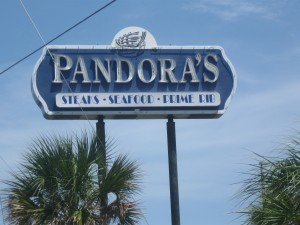 PANDORA'S
STEAKS • SEAFOOD • PRIME RIB